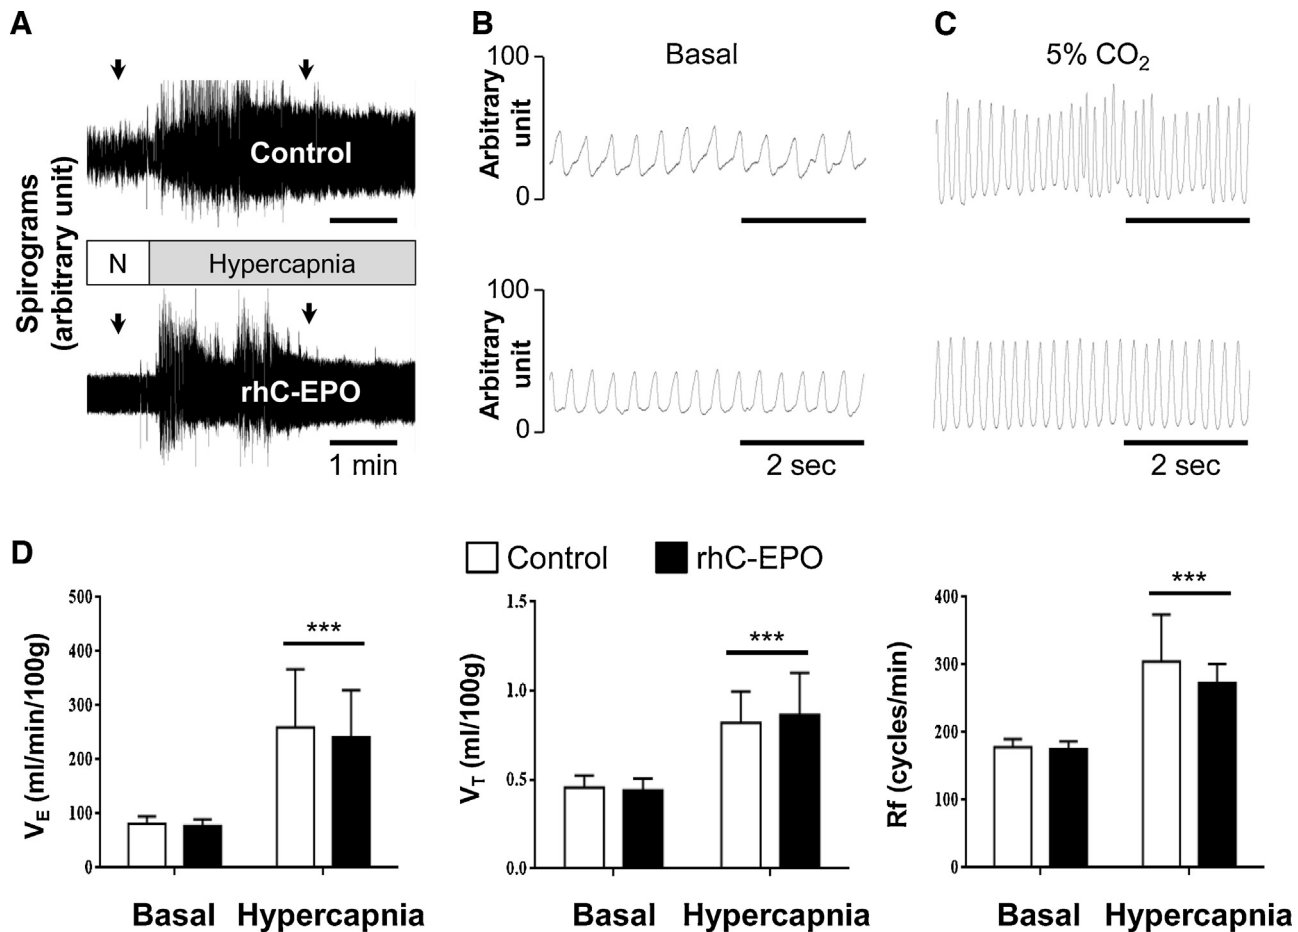 A
Control
Spirograms
(arbitrary unit)
N
Hypercapnia
rhC-EPO
1 min
B
Basal
100
Arbitrary
unit
0
100
Arbitrary
unit
0
2 sec
C
5% CO₂
2 sec
D
Control
rhC-EPO
500
400
300
200
100
0
V_E (ml/min/100g)
***
Basal
Hypercapnia
1.5
1.0
0.5
0.0
V_T (ml/100g)
***
Basal
Hypercapnia
400
300
200
100
0
Rf (cycles/min)
***
Basal
Hypercapnia